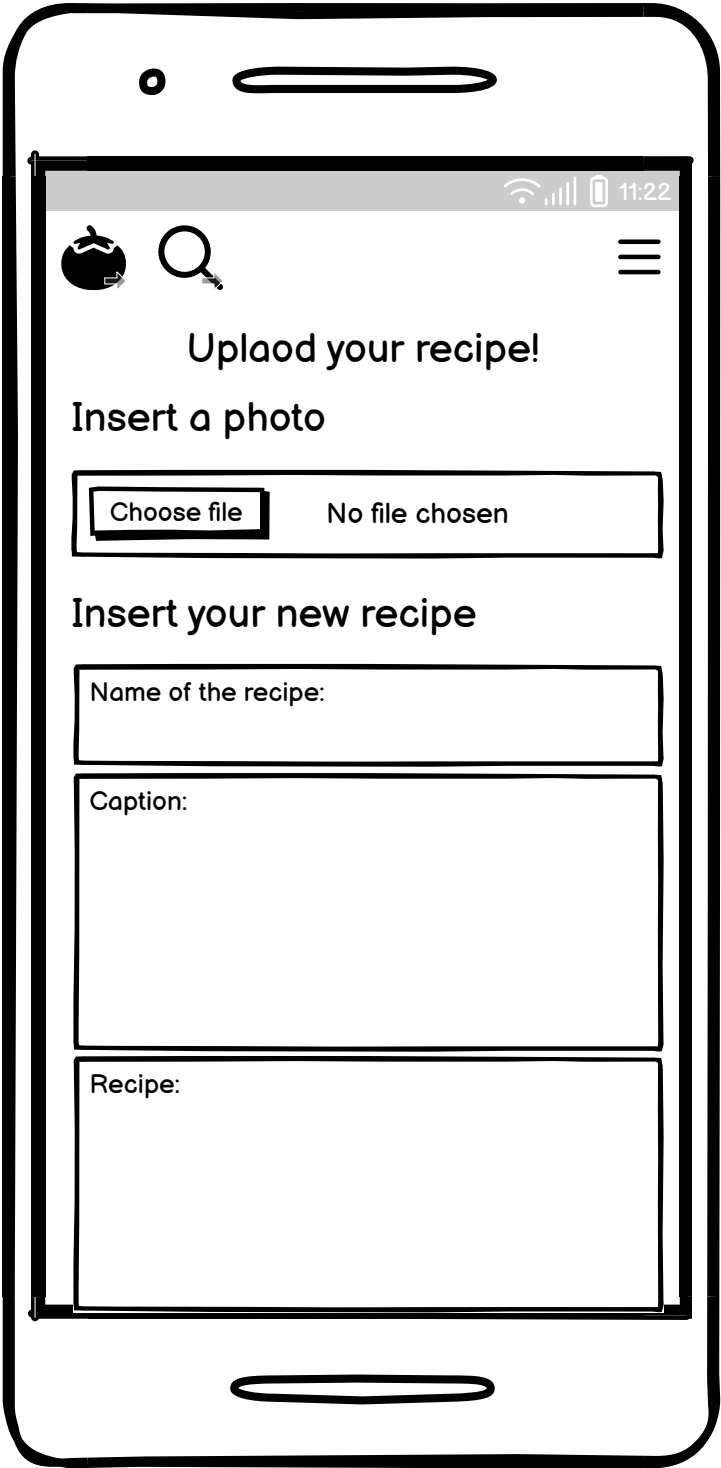 11:22
Uplaod your recipe!
Insert a photo
Choose file No file chosen
Insert your new recipe
Name of the recipe:
Caption:
Recipe: